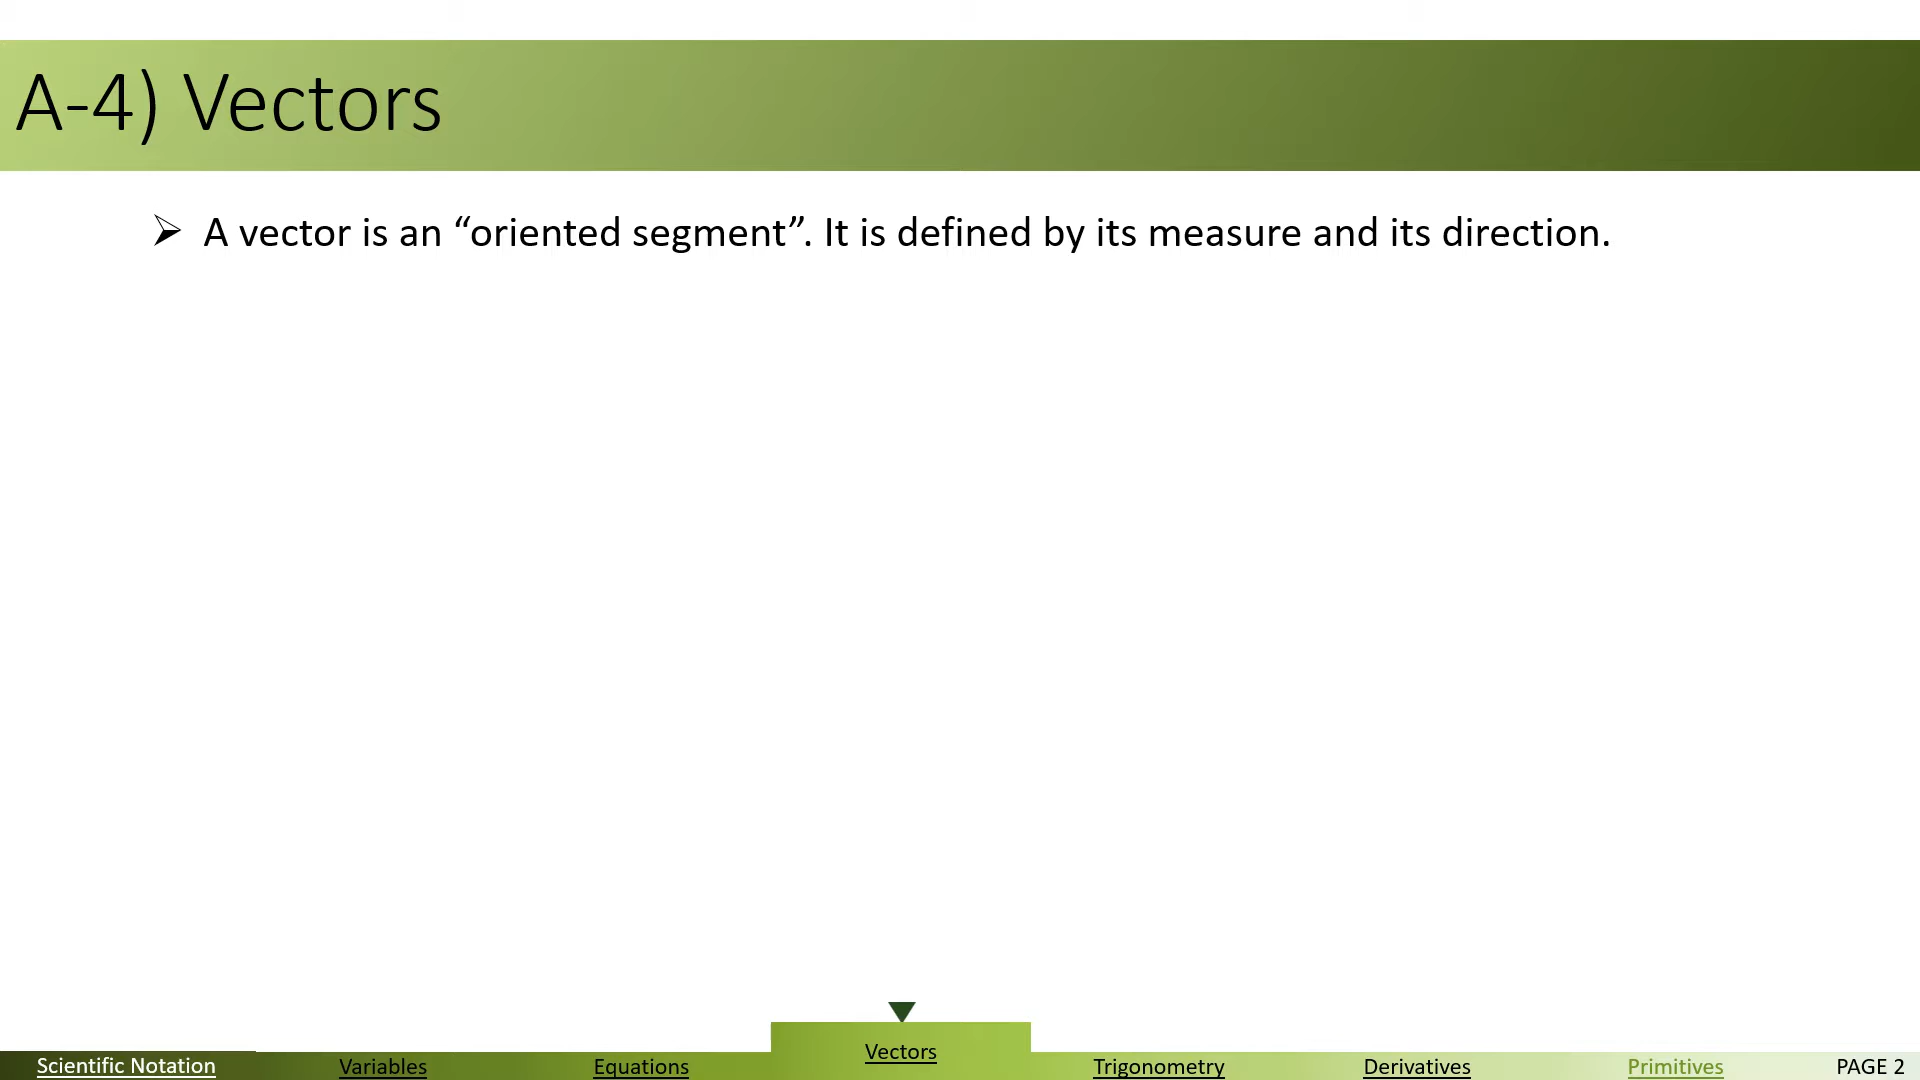 A-4) Vectors
➢ A vector is an “oriented segment”. It is defined by its measure and its direction.
Scientific Notation Variables Equations Vectors Trigonometry Derivatives Primitives PAGE 2